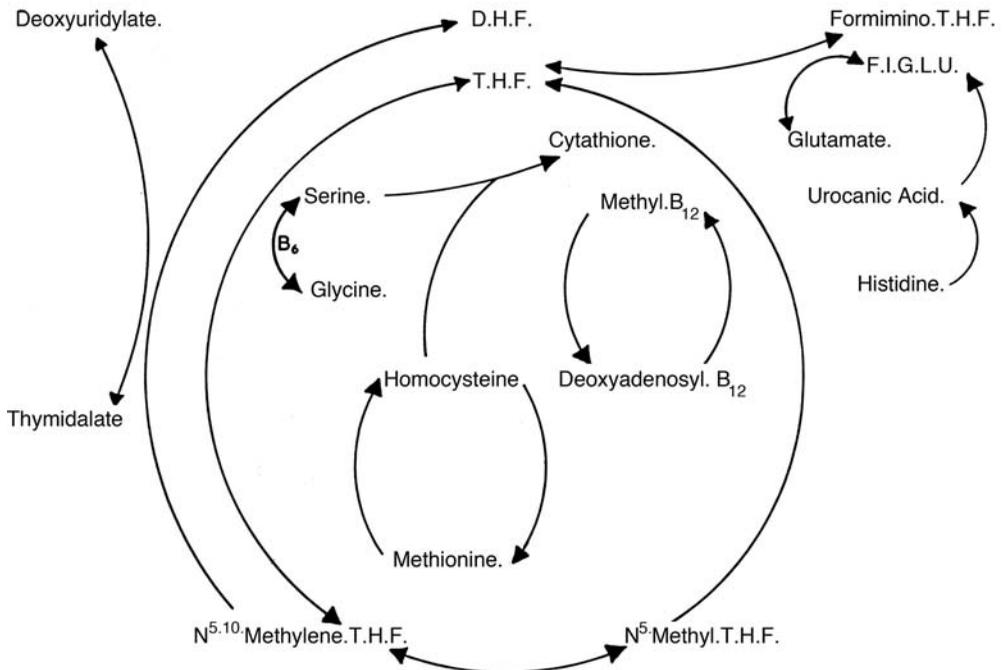 Deoxyuridylate.
D.H.F.
Formimino.T.H.F.
T.H.F.
F.I.G.L.U.
Cytathione.
Glutamate.
Serine.
Methyl.B12
Urocanic Acid.
B6
Glycine.
Histidine.
Homocysteine
Deoxyadenosyl. B12
Thymidalate
Methionine.
N5.10.Methylene.T.H.F.
N5.Methyl.T.H.F.